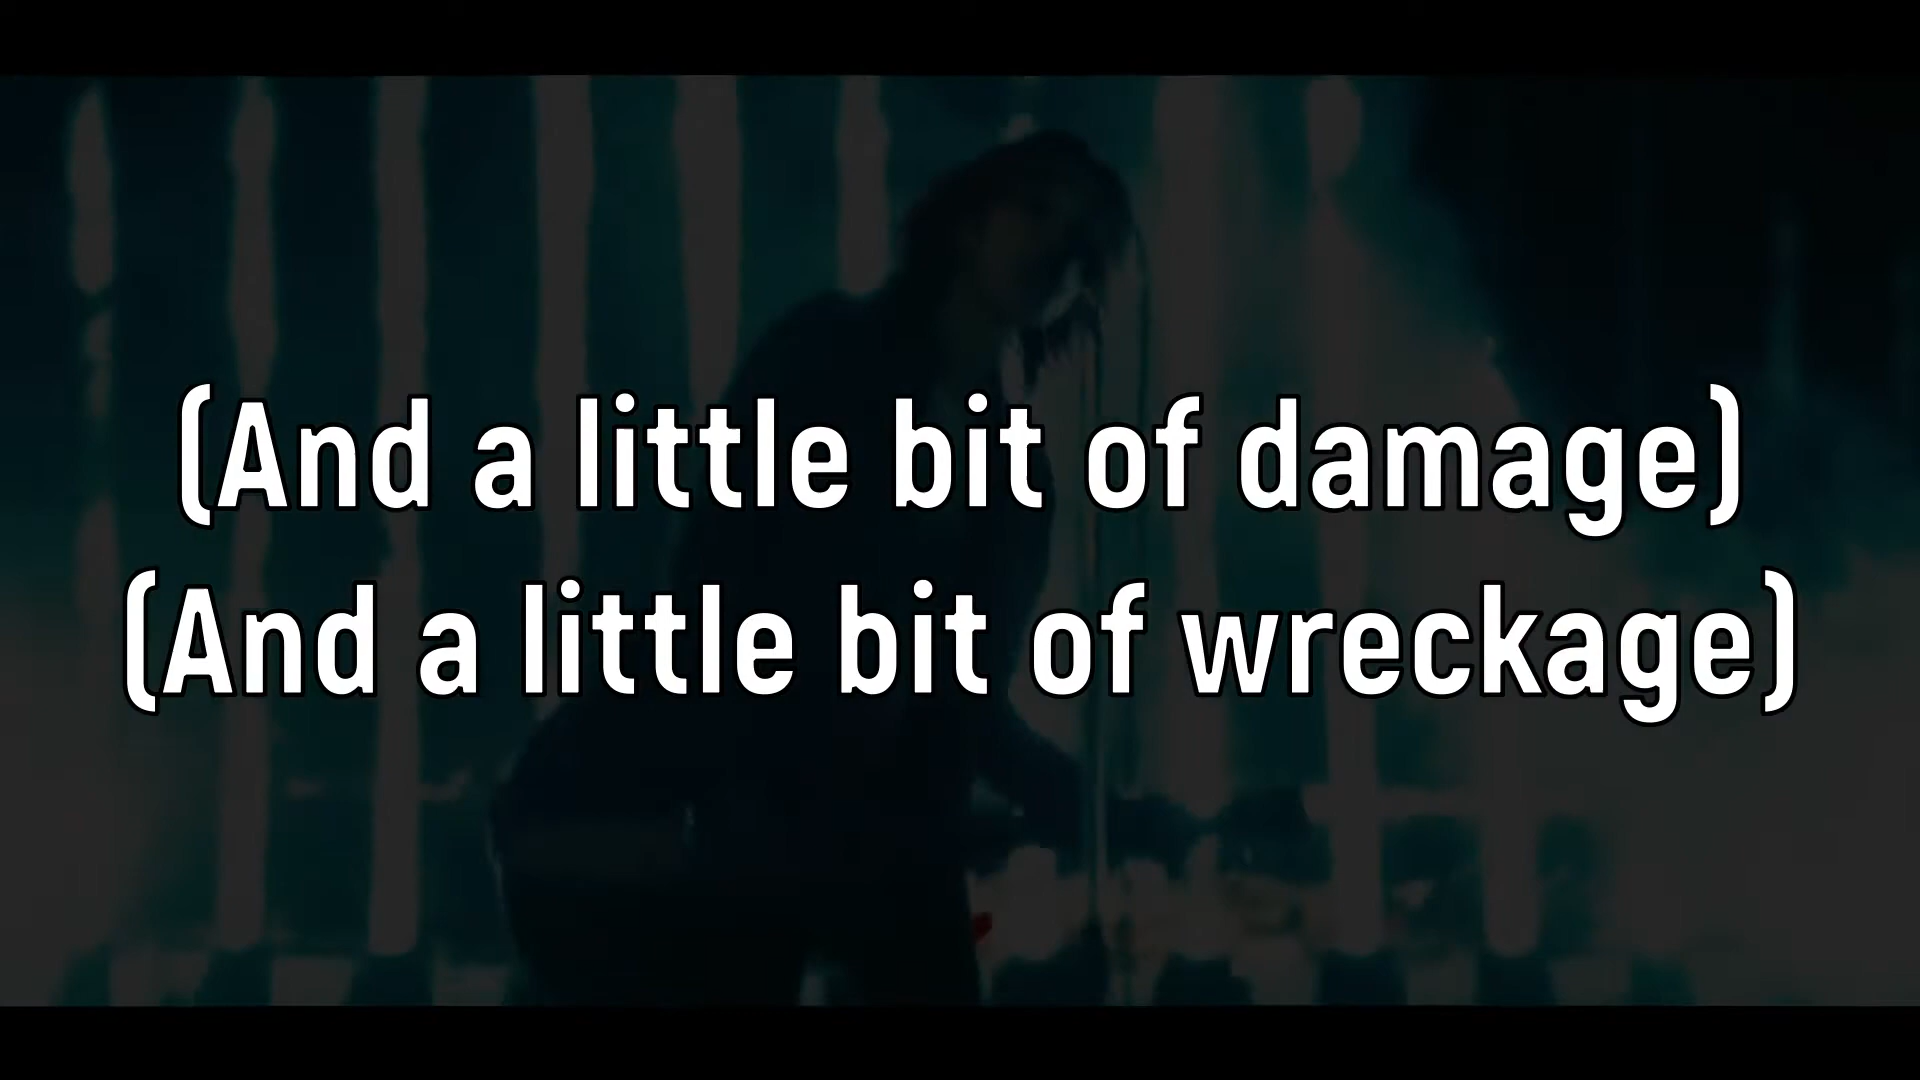 (And a little bit of damage)
(And a little bit of wreckage)